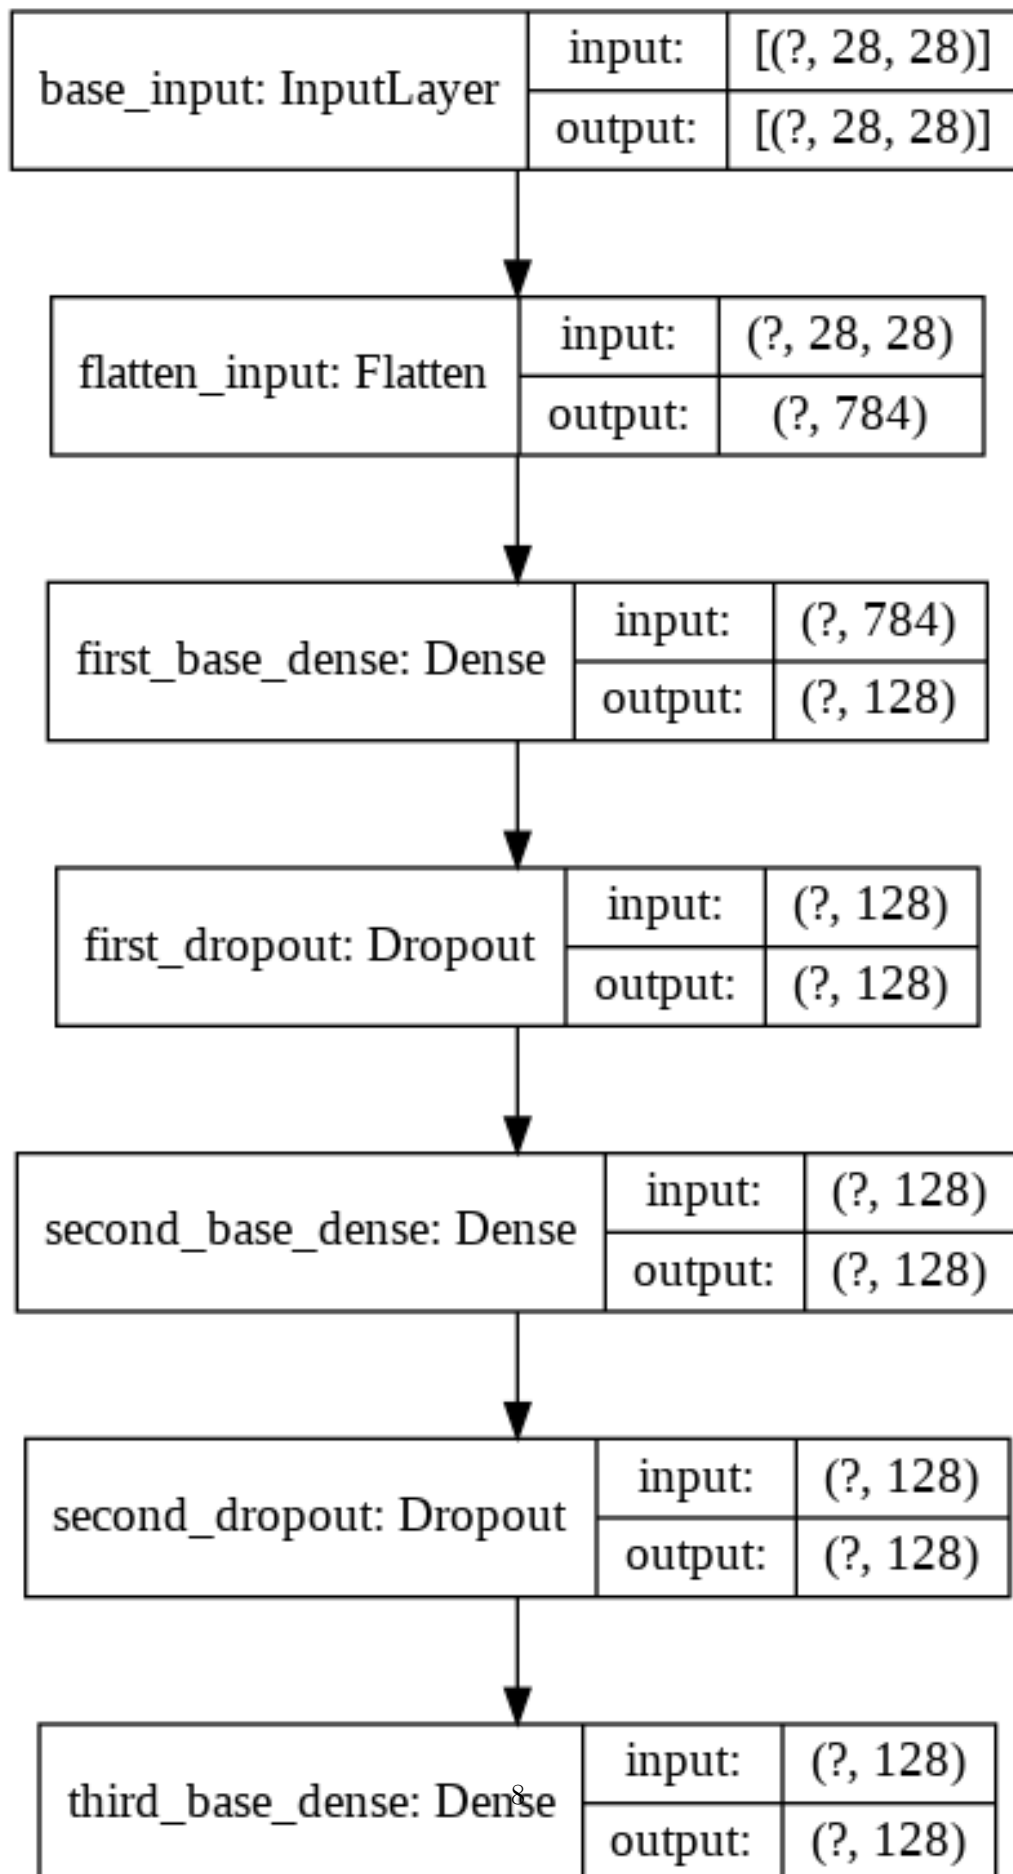 base_input: InputLayer
input: [(?, 28, 28)]
output: [(?, 28, 28)]
flatten_input: Flatten
input: (?, 28, 28)
output: (?, 784)
first_base_dense: Dense
input: (?, 784)
output: (?, 128)
first_dropout: Dropout
input: (?, 128)
output: (?, 128)
second_base_dense: Dense
input: (?, 128)
output: (?, 128)
second_dropout: Dropout
input: (?, 128)
output: (?, 128)
third_base_dense: Dense
input: (?, 128)
output: (?, 128)
8